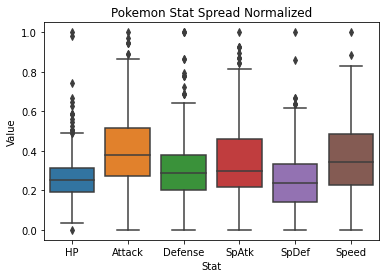 Pokemon Stat Spread Normalized
1.0
0.8
0.6
0.4
0.2
0.0
Value
HP Attack Defense SpAtk SpDef Speed
Stat